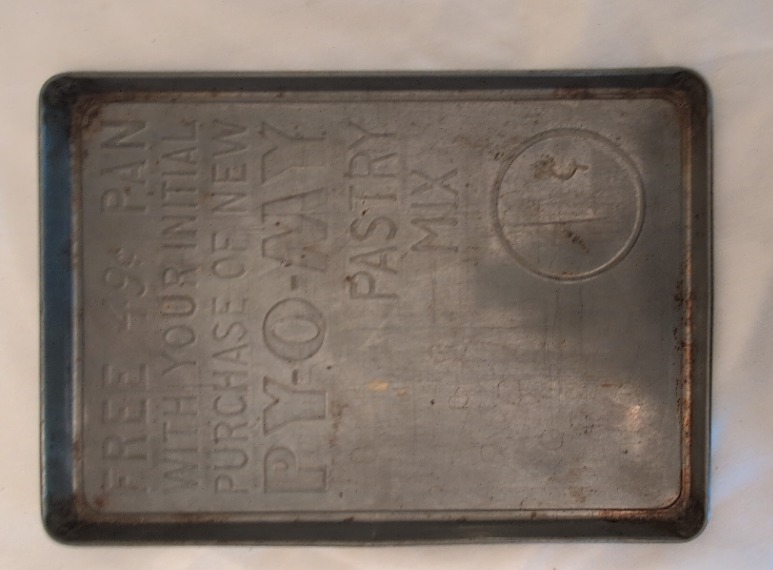 FREE 49¢ PAN
WITH YOUR INITIAL
PURCHASE OF NEW
PY-O-MY
PASTRY
MIX